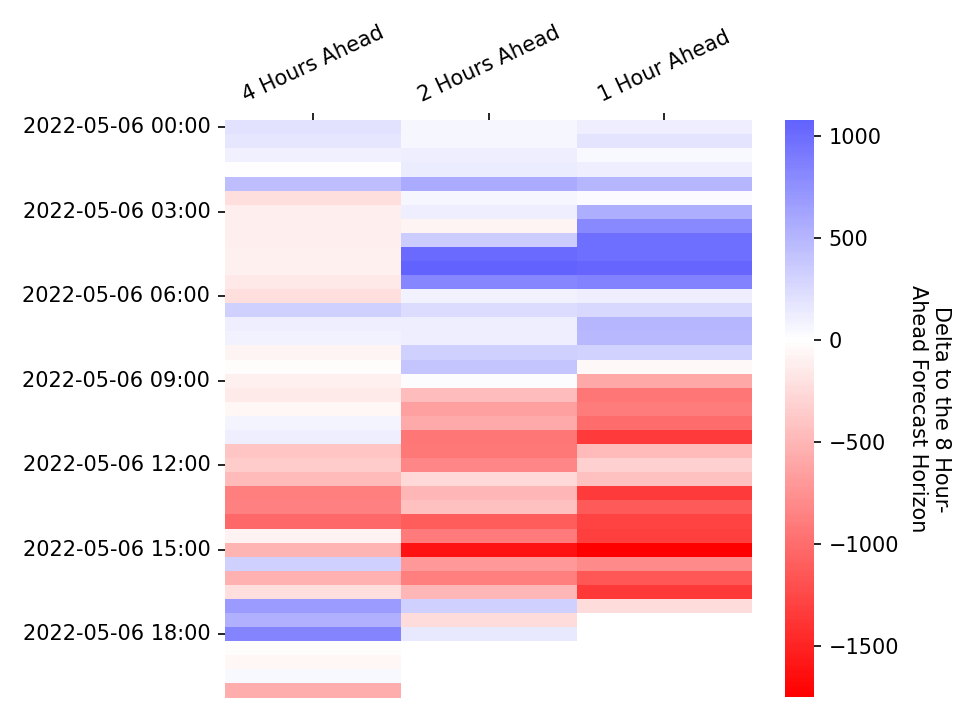 4 Hours Ahead
2 Hours Ahead
1 Hour Ahead
2022-05-06 00:00
2022-05-06 03:00
2022-05-06 06:00
2022-05-06 09:00
2022-05-06 12:00
2022-05-06 15:00
2022-05-06 18:00
1000
500
0
−500
−1000
−1500
Delta to the 8 Hour-
Ahead Forecast Horizon